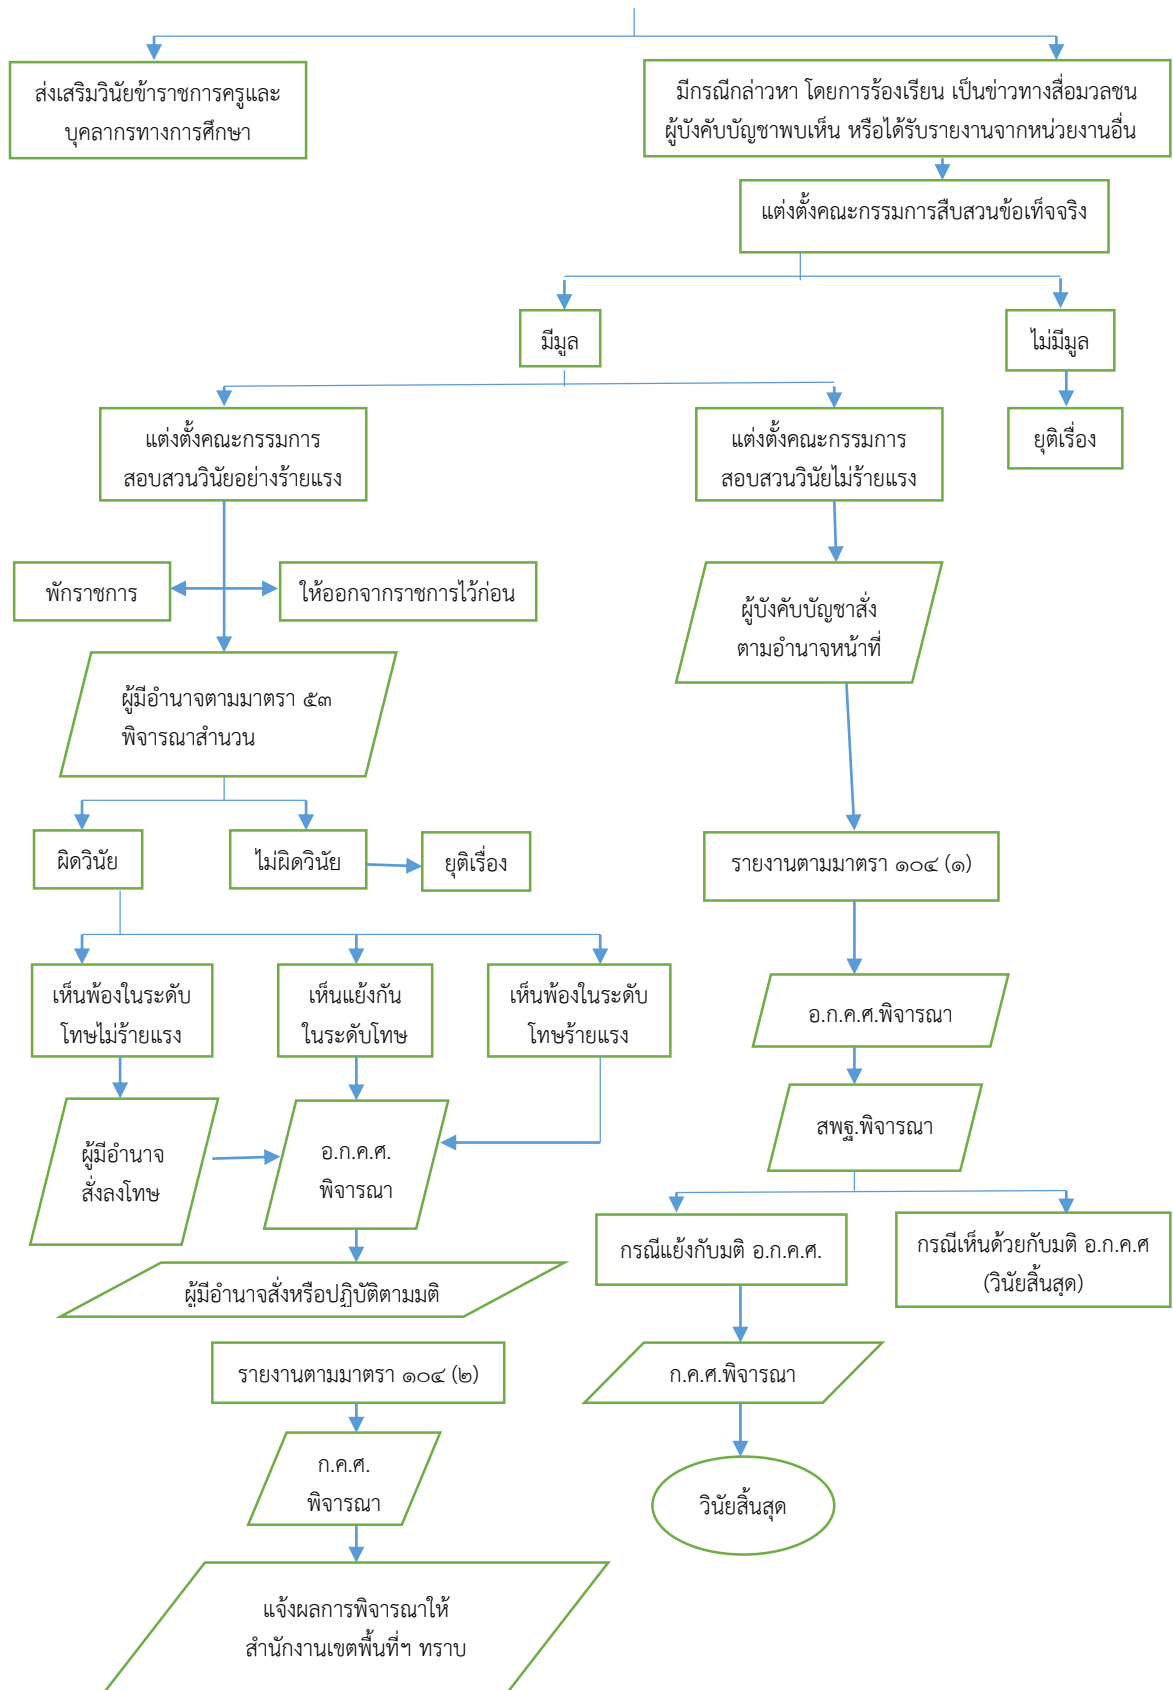 ส่งเสริมวินัยข้าราชการครูและ
บุคลากรทางการศึกษา
มีกรณีกล่าวหา โดยการร้องเรียน เป็นข่าวทางสื่อมวลชน
ผู้บังคับบัญชาพบเห็น หรือได้รับรายงานจากหน่วยงานอื่น
แต่งตั้งคณะกรรมการสืบสวนข้อเท็จจริง
มีมูล
ไม่มีมูล
แต่งตั้งคณะกรรมการ
สอบสวนวินัยอย่างร้ายแรง
แต่งตั้งคณะกรรมการ
สอบสวนวินัยไม่ร้ายแรง
ยุติเรื่อง
พักราชการ
ให้ออกจากราชการไว้ก่อน
ผู้บังคับบัญชาสั่ง
ตามอำนาจหน้าที่
ผู้มีอำนาจตามมาตรา ๕๓
พิจารณาสำนวน
ผิดวินัย
ไม่ผิดวินัย
ยุติเรื่อง
รายงานตามมาตรา ๑๐๔ (๑)
เห็นพ้องในระดับ
โทษไม่ร้ายแรง
เห็นแย้งกัน
ในระดับโทษ
เห็นพ้องในระดับ
โทษร้ายแรง
อ.ก.ค.ศ.พิจารณา
สพฐ.พิจารณา
ผู้มีอำนาจ
สั่งลงโทษ
อ.ก.ค.ศ.
พิจารณา
กรณีแย้งกับมติ อ.ก.ค.ศ.
กรณีเห็นด้วยกับมติ อ.ก.ค.ศ
(วินัยสิ้นสุด)
ผู้มีอำนาจสั่งหรือปฏิบัติตามมติ
รายงานตามมาตรา ๑๐๔ (๒)
ก.ค.ศ.พิจารณา
ก.ค.ศ.
พิจารณา
วินัยสิ้นสุด
แจ้งผลการพิจารณาให้
สำนักงานเขตพื้นที่ฯ ทราบ